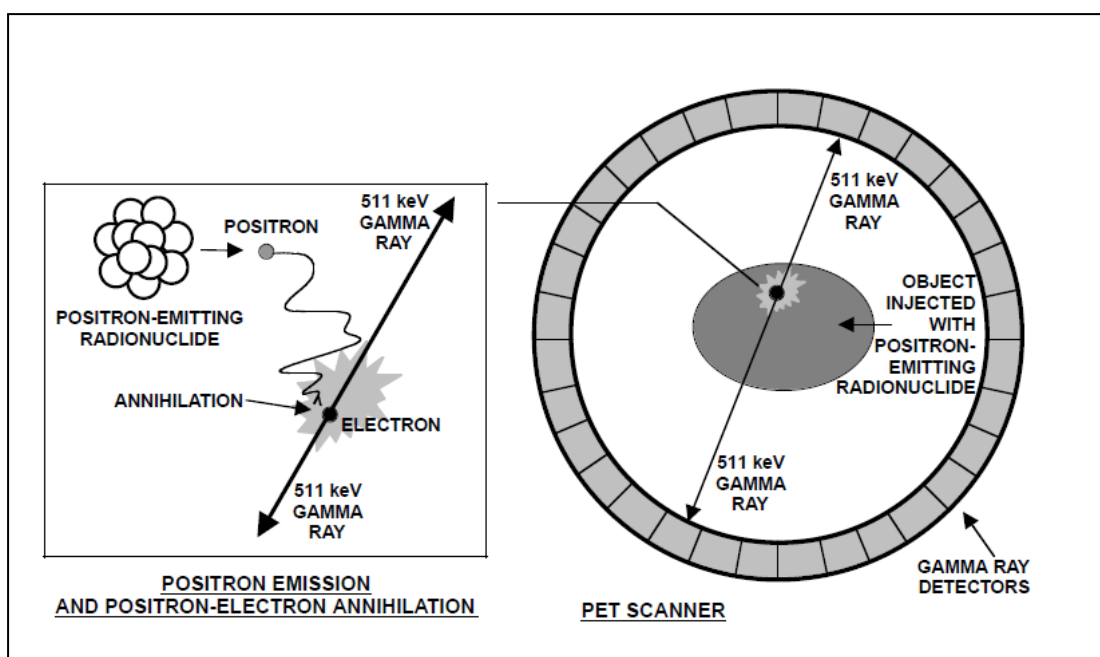 511 keV
GAMMA
RAY
POSITRON
POSITRON-EMITTING
RADIONUCLIDE
ANNIHILATION
ELECTRON
511 keV
GAMMA
RAY
POSITRON EMISSION
AND POSITRON-ELECTRON ANNIHILATION
511 keV
GAMMA
RAY
OBJECT
INJECTED
WITH
POSITRON-
EMITTING
RADIONUCLIDE
511 keV
GAMMA
RAY
GAMMA RAY
DETECTORS
PET SCANNER